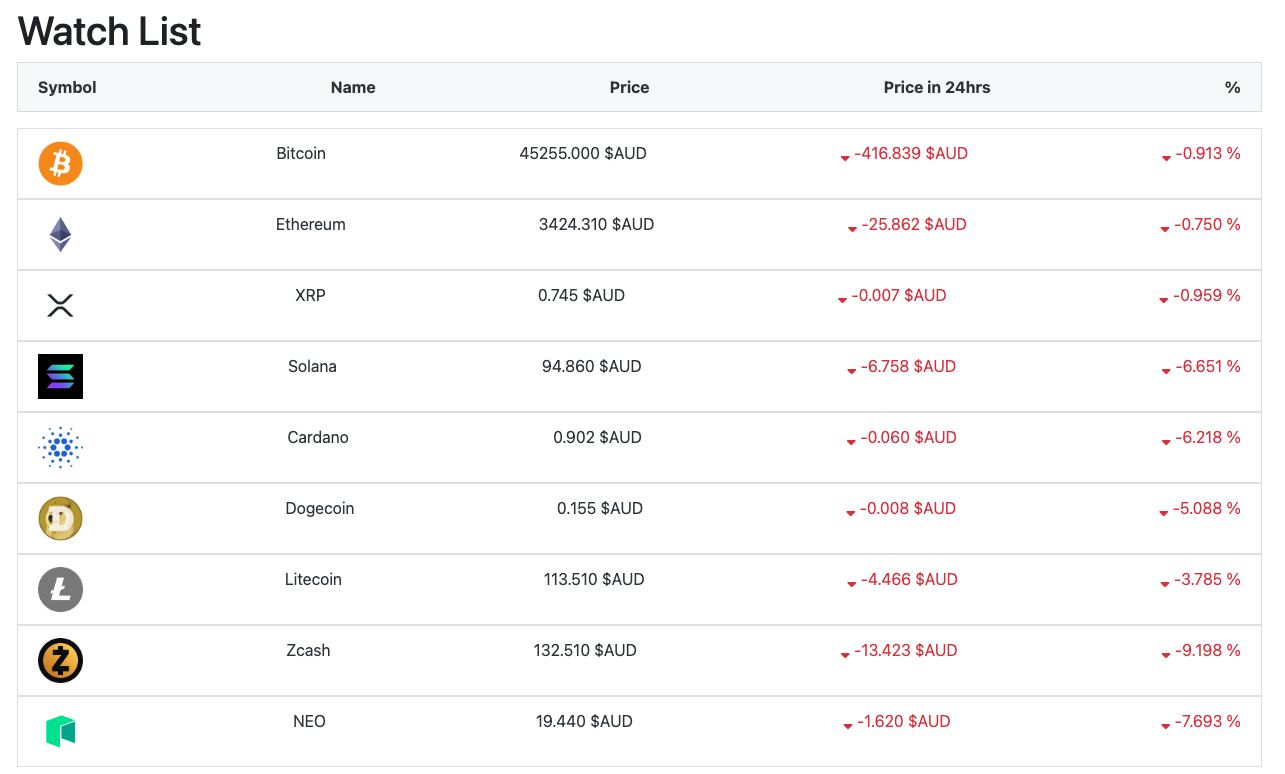 Watch List
Symbol Name Price Price in 24hrs %
Bitcoin 45255.000 $AUD -416.839 $AUD -0.913 %
Ethereum 3424.310 $AUD -25.862 $AUD -0.750 %
XRP 0.745 $AUD -0.007 $AUD -0.959 %
Solana 94.860 $AUD -6.758 $AUD -6.651 %
Cardano 0.902 $AUD -0.060 $AUD -6.218 %
Dogecoin 0.155 $AUD -0.008 $AUD -5.088 %
Litecoin 113.510 $AUD -4.466 $AUD -3.785 %
Zcash 132.510 $AUD -13.423 $AUD -9.198 %
NEO 19.440 $AUD -1.620 $AUD -7.693 %